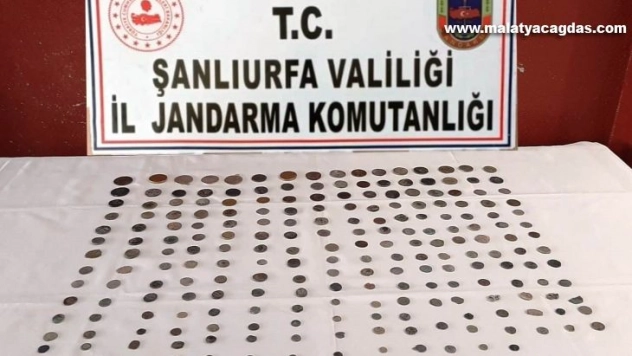 www.malatyacagdas.com
T.C.
ŞANLIURFA VALİLİĞİ
İL JANDARMA KOMUTANLIĞI